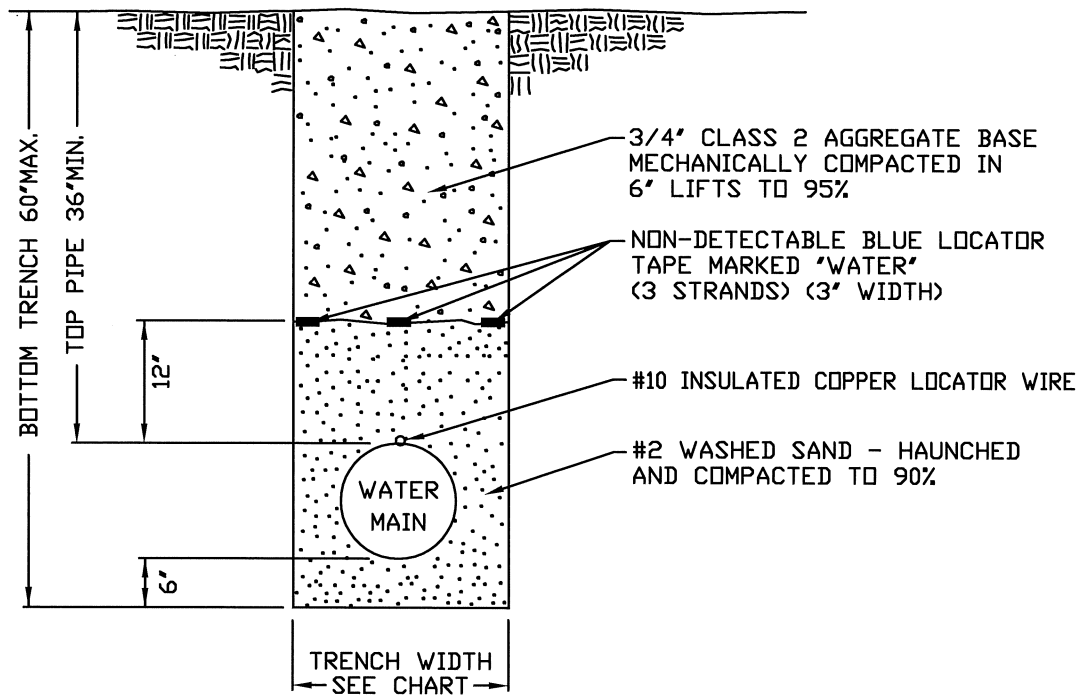 BOTTOM TRENCH 60"MAX.
TOP PIPE 36"MIN.
3/4" CLASS 2 AGGREGATE BASE
MECHANICALLY COMPACTED IN
6" LIFTS TO 95%
NON-DETECTABLE BLUE LOCATOR
TAPE MARKED "WATER"
(3 STRANDS) (3" WIDTH)
12"
#10 INSULATED COPPER LOCATOR WIRE
#2 WASHED SAND - HAUNCHED
AND COMPACTED TO 90%
WATER
MAIN
6"
TRENCH WIDTH
SEE CHART